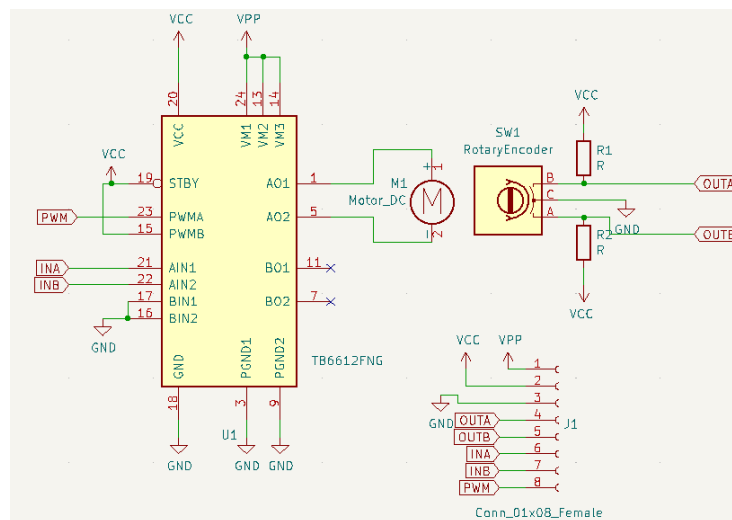 VCC
VPP
20
24
13
14
VCC
VM1
VM2
VM3
VCC
19
STBY
PWM
23
PWMA
15
PWMB
INA
21
AIN1
INB
22
AIN2
17
BIN1
16
BIN2
GND
AO1
1
AO2
5
BO1
11
BO2
7
GND
PGND1
PGND2
18
3
9
U1
TB6612FNG
GND
GND
GND
+
1
M1
Motor_DC
M
-
2
SW1
RotaryEncoder
B
C
A
VCC
R1
R
OUTA
GND
R2
R
OUTB
VCC
VCC
VPP
1
2
3
GND
OUTA
4
OUTB
5
INA
6
INB
7
PWM
8
J1
Conn_01x08_Female